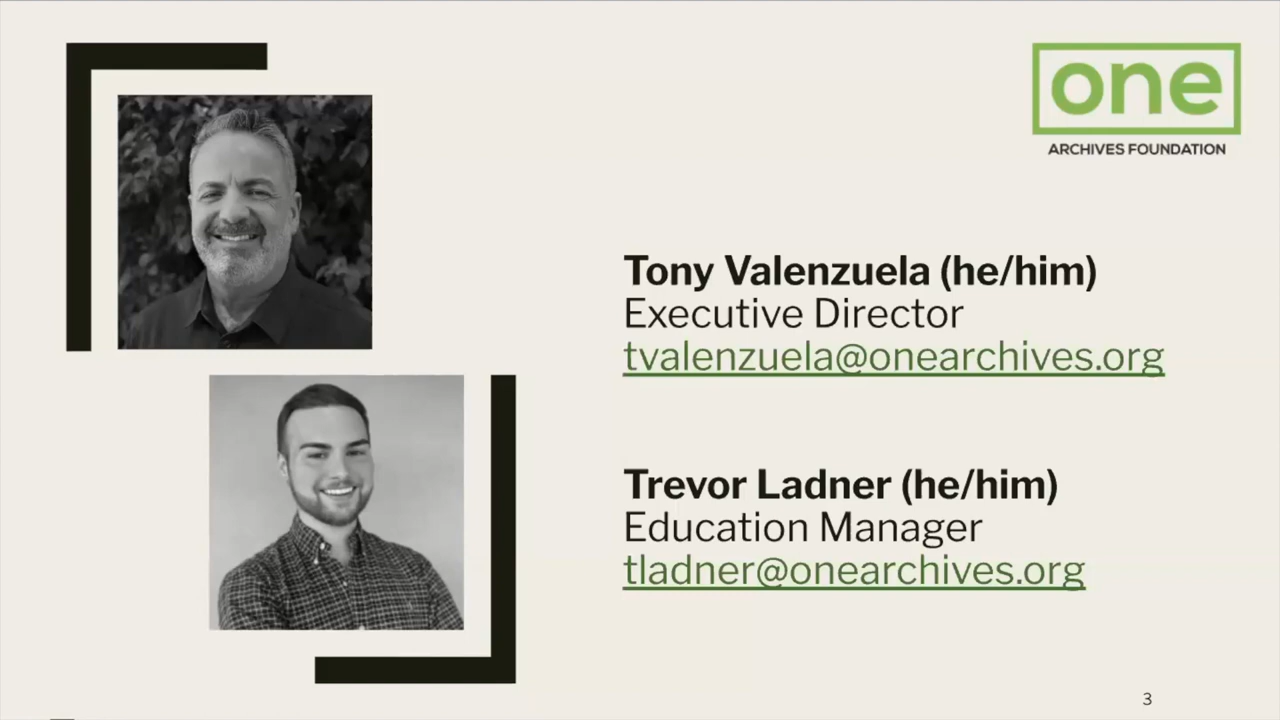 one
ARCHIVES FOUNDATION
Tony Valenzuela (he/him)
Executive Director
tvalenzuela@onearchives.org
Trevor Ladner (he/him)
Education Manager
tladner@onearchives.org
3